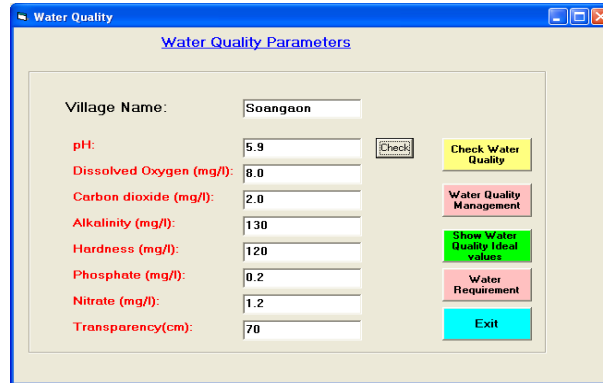 Water Quality
Water Quality Parameters
Village Name: Soangaon
pH: 5.9 Check
Dissolved Oxygen (mg/l): 8.0
Carbon dioxide (mg/l): 2.0
Alkalinity (mg/l): 130
Hardness (mg/l): 120
Phosphate (mg/l): 0.2
Nitrate (mg/l): 1.2
Transparency(cm): 70
Check Water
Quality
Water Quality
Management
Show Water
Quality Ideal
values
Water
Requirement
Exit